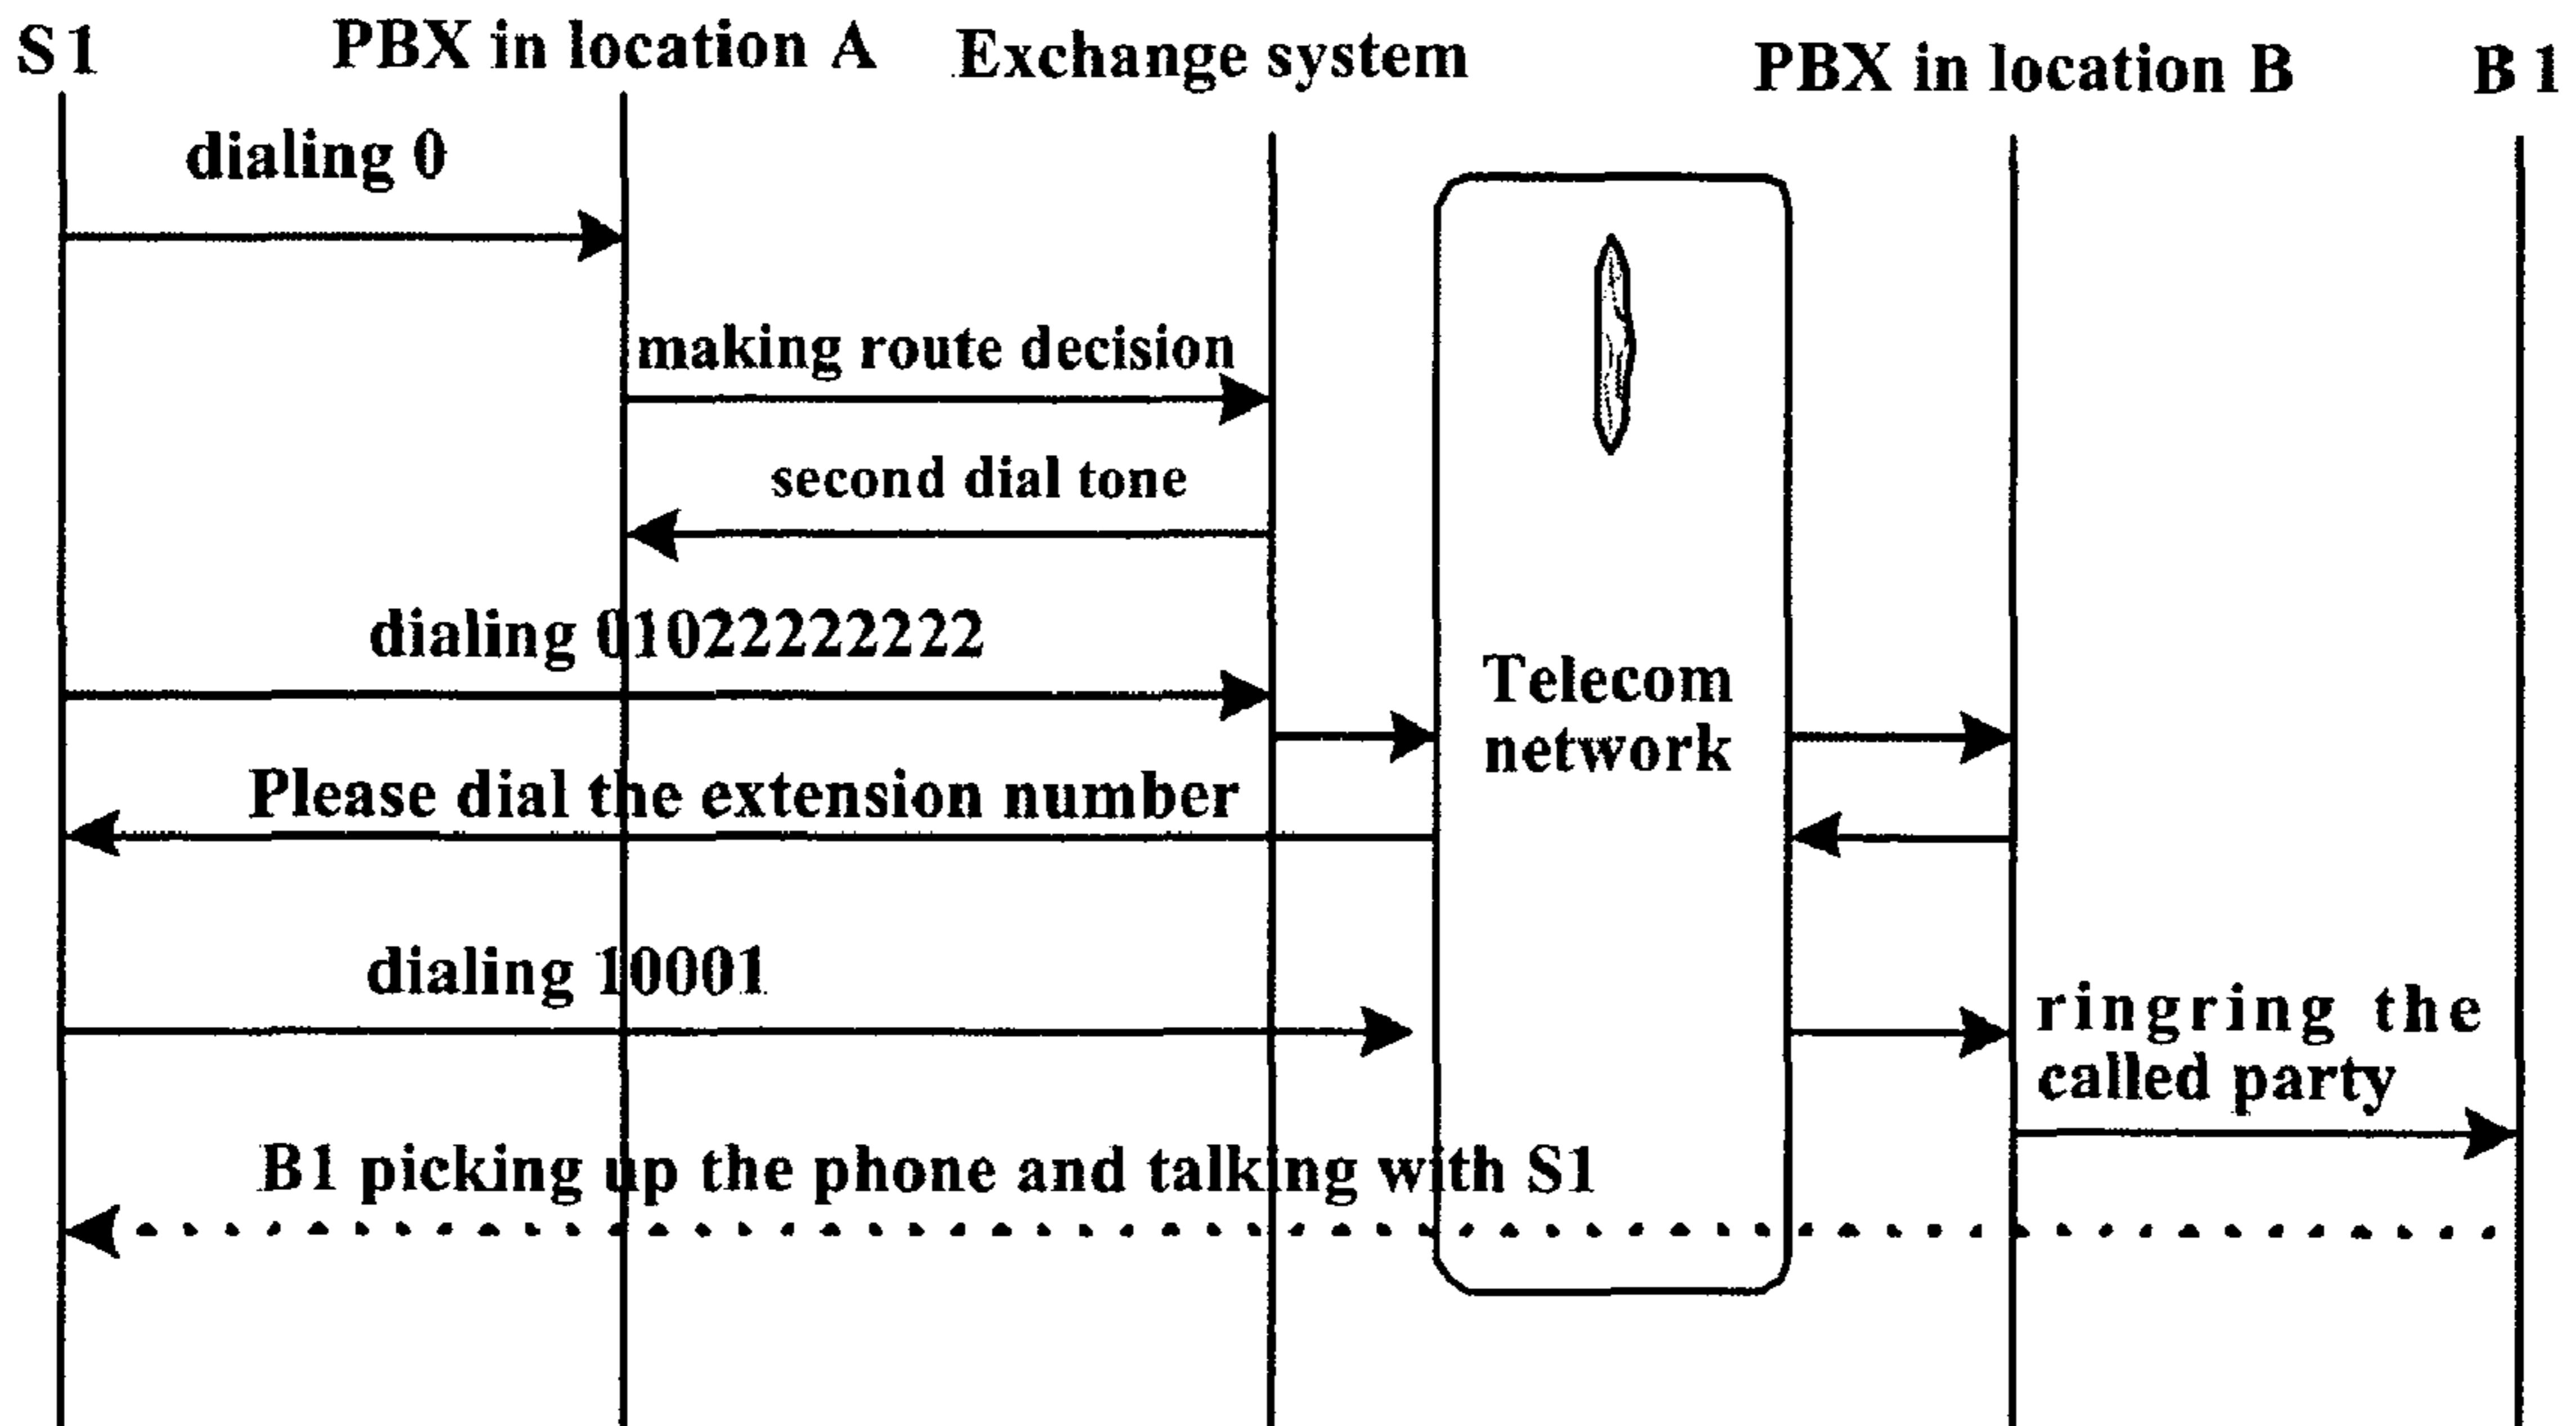 S1
PBX in location A
Exchange system
PBX in location B
B1
dialing 0
making route decision
second dial tone
dialing 01022222222
Telecom
network
Please dial the extension number
dialing 10001
ringring the
called party
B1 picking up the phone and talking with S1